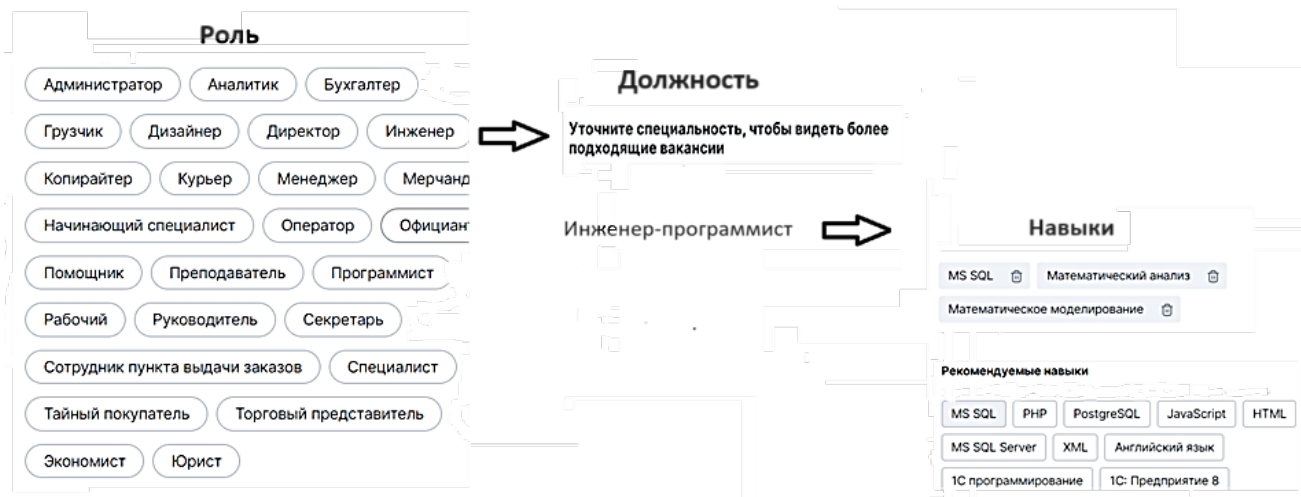 Роль
Администратор Аналитик Бухгалтер
Грузчик Дизайнер Директор Инженер
Копирайтер Курьер Менеджер Мерчанд
Начинающий специалист Оператор Официант
Помощник Преподаватель Программист
Рабочий Руководитель Секретарь
Сотрудник пункта выдачи заказов Специалист
Тайный покупатель Торговый представитель
Экономист Юрист
Должность
Уточните специальность, чтобы видеть более
подходящие вакансии
Инженер-программист
Навыки
MS SQL Математический анализ
Математическое моделирование
Рекомендуемые навыки
MS SQL PHP PostgreSQL JavaScript HTML
MS SQL Server XML Английский язык
1С программирование 1С: Предприятие 8